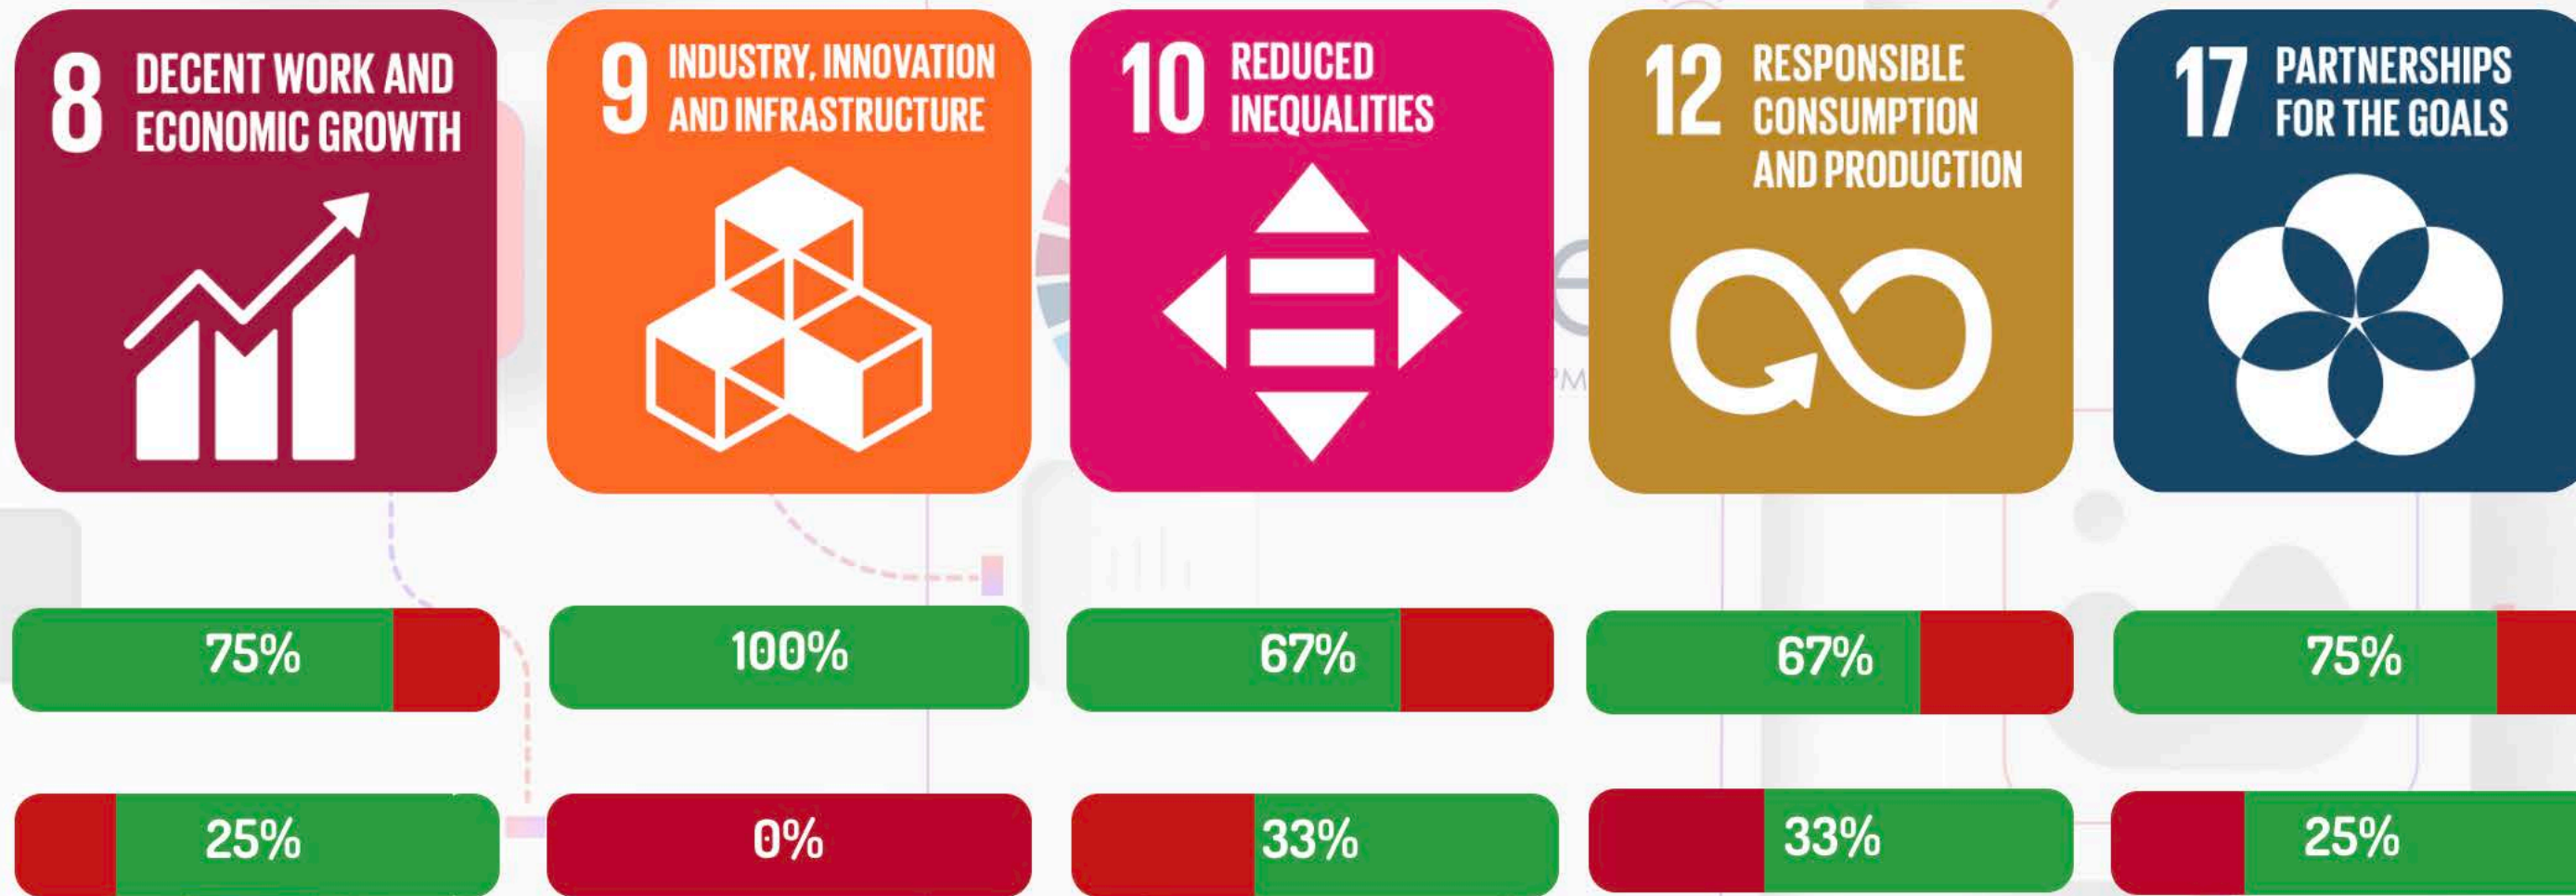 8 DECENT WORK AND
ECONOMIC GROWTH
9 INDUSTRY, INNOVATION
AND INFRASTRUCTURE
10 REDUCED
INEQUALITIES
12 RESPONSIBLE
CONSUMPTION
AND PRODUCTION
17 PARTNERSHIPS
FOR THE GOALS
75% 100% 67% 67% 75%
25% 0% 33% 33% 25%